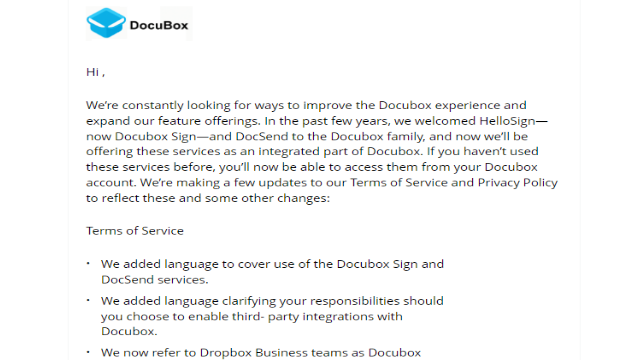 DocuBox
Hi ,
We're constantly looking for ways to improve the Docubox experience and
expand our feature offerings. In the past few years, we welcomed HelloSign—
now Docubox Sign—and DocSend to the Docubox family, and now we'll be
offering these services as an integrated part of Docubox. If you haven't used
these services before, you'll now be able to access them from your Docubox
account. We're making a few updates to our Terms of Service and Privacy Policy
to reflect these and some other changes:
Terms of Service
· We added language to cover use of the Docubox Sign and
DocSend services.
· We added language clarifying your responsibilities should
you choose to enable third- party integrations with
Docubox.
· We now refer to Dropbox Business teams as Docubox